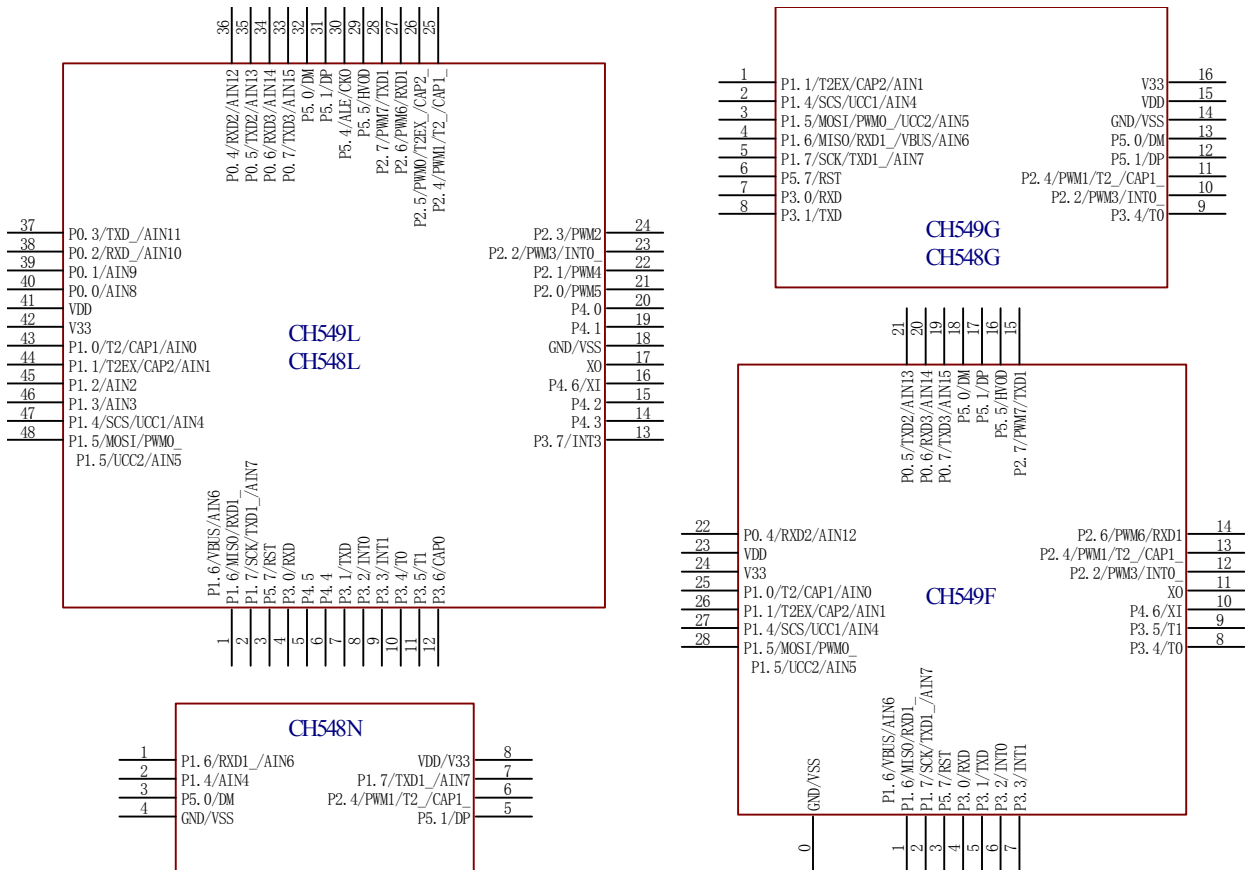 36
35
34
33
32
31
30
29
28
27
26
25
P0.4/RXD2/AIN12
P0.5/TXD2/AIN13
P0.6/RXD3/AIN14
P0.7/TXD3/AIN15
P5.0/DM
P5.1/DP
P5.4/ALE/CKO
P5.5/HVOD
P2.7/PWM7/TXD1
P2.6/PWM6/RXD1
P2.5/PWM0/T2EX_/CAP2_
P2.4/PWM1/T2_/CAP1_
37 P0.3/TXD_/AIN11
38 P0.2/RXD_/AIN10
39 P0.1/AIN9
40 P0.0/AIN8
41 VDD
42 V33
43 P1.0/T2/CAP1/AIN0
44 P1.1/T2EX/CAP2/AIN1
45 P1.2/AIN2
46 P1.3/AIN3
47 P1.4/SCS/UCC1/AIN4
48 P1.5/MOSI/PWM0_
P1.5/UCC2/AIN5
CH549L
CH548L
P2.3/PWM2 24
P2.2/PWM3/INT0_ 23
P2.1/PWM4 22
P2.0/PWM5 21
P4.0 20
P4.1 19
GND/VSS 18
XO 17
P4.6/XI 16
P4.2 15
P4.3 14
P3.7/INT3 13
P1.6/VBUS/AIN6
P1.6/MISO/RXD1_
P1.7/SCK/TXD1_/AIN7
P5.7/RST
P3.0/RXD
P4.5
P4.4
P3.1/TXD
P3.2/INT0
P3.3/INT1
P3.4/T0
P3.5/T1
P3.6/CAP0
1
2
3
4
5
6
7
8
9
10
11
12
CH548N
1 P1.6/RXD1_/AIN6
2 P1.4/AIN4
3 P5.0/DM
4 GND/VSS
VDD/V33 8
P1.7/TXD1_/AIN7 7
P2.4/PWM1/T2_/CAP1_ 6
P5.1/DP 5
1 P1.1/T2EX/CAP2/AIN1
2 P1.4/SCS/UCC1/AIN4
3 P1.5/MOSI/PWM0_/UCC2/AIN5
4 P1.6/MISO/RXD1_/VBUS/AIN6
5 P1.7/SCK/TXD1_/AIN7
6 P5.7/RST
7 P3.0/RXD
8 P3.1/TXD
V33 16
VDD 15
GND/VSS 14
P5.0/DM 13
P5.1/DP 12
P2.4/PWM1/T2_/CAP1_ 11
P2.2/PWM3/INT0_ 10
P3.4/T0 9
CH549G
CH548G
21
20
19
18
17
16
15
P0.5/TXD2/AIN13
P0.6/RXD3/AIN14
P0.7/TXD3/AIN15
P5.0/DM
P5.1/DP
P5.5/HVOD
P2.7/PWM7/TXD1
22 P0.4/RXD2/AIN12
23 VDD
24 V33
25 P1.0/T2/CAP1/AIN0
26 P1.1/T2EX/CAP2/AIN1
27 P1.4/SCS/UCC1/AIN4
28 P1.5/MOSI/PWM0_
P1.5/UCC2/AIN5
CH549F
P2.6/PWM6/RXD1 14
P2.4/PWM1/T2_/CAP1_ 13
P2.2/PWM3/INT0_ 12
XO 11
P4.6/XI 10
P3.5/T1 9
P3.4/T0 8
GND/VSS
P1.6/VBUS/AIN6
P1.6/MISO/RXD1_
P1.7/SCK/TXD1_/AIN7
P5.7/RST
P3.0/RXD
P3.1/TXD
P3.2/INT0
P3.3/INT1
0
1
2
3
4
5
6
7